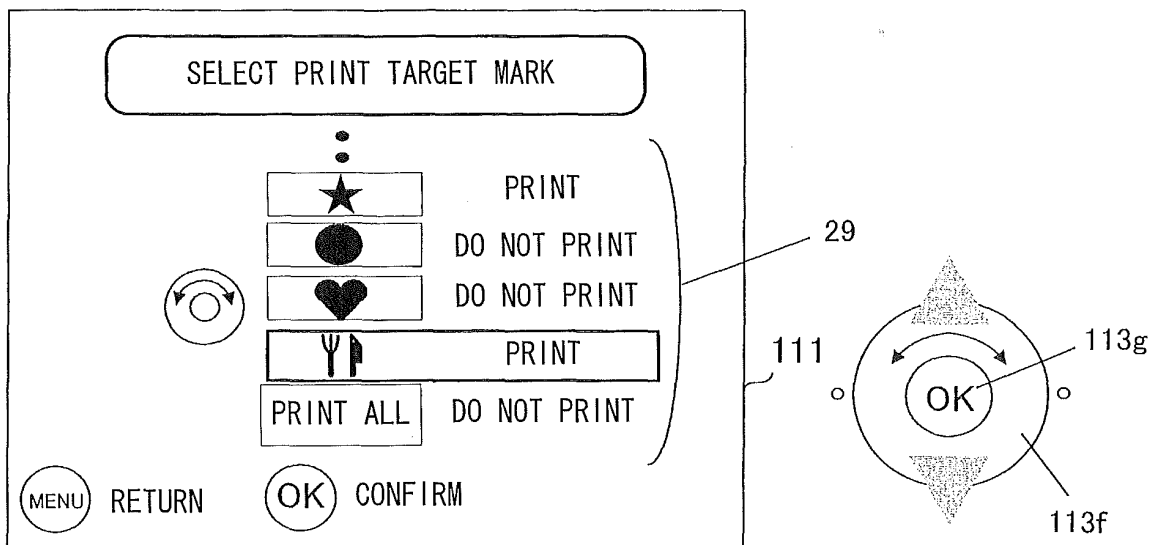 SELECT PRINT TARGET MARK
PRINT
DO NOT PRINT
DO NOT PRINT
PRINT
PRINT ALL DO NOT PRINT
MENU RETURN OK CONFIRM
29
111
OK
113g
113f